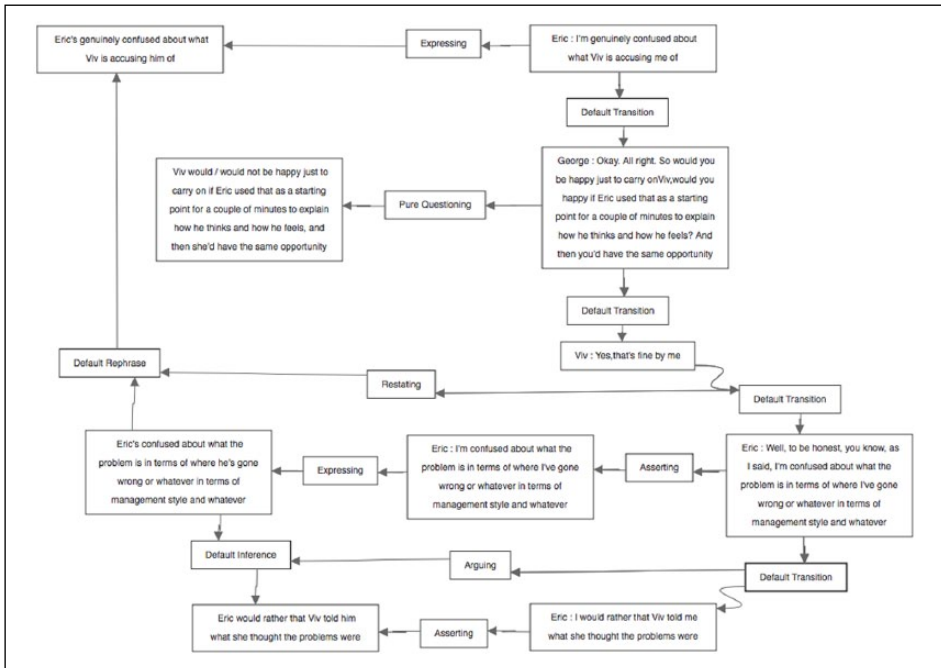 Eric's genuinely confused about what
Viv is accusing him of
Expressing
Eric : I'm genuinely confused about
what Viv is accusing me of
Default Transition
Viv would / would not be happy just to
carry on if Eric used that as a starting
point for a couple of minutes to explain
how he thinks and how he feels, and
then she'd have the same opportunity
Pure Questioning
George : Okay. All right. So would you
be happy just to carry onViv,would you
happy if Eric used that as a starting
point for a couple of minutes to explain
how he thinks and how he feels? And
then you'd have the same opportunity
Default Transition
Viv : Yes,that's fine by me
Default Rephrase
Restating
Default Transition
Eric's confused about what the
problem is in terms of where he's gone
wrong or whatever in terms of
management style and whatever
Expressing
Eric : I'm confused about what the
problem is in terms of where I've gone
wrong or whatever in terms of
management style and whatever
Asserting
Eric : Well, to be honest, you know, as
I said, I'm confused about what the
problem is in terms of where I've gone
wrong or whatever in terms of
management style and whatever
Default Inference
Arguing
Default Transition
Eric would rather that Viv told him
what she thought the problems were
Asserting
Eric : I would rather that Viv told me
what she thought the problems were